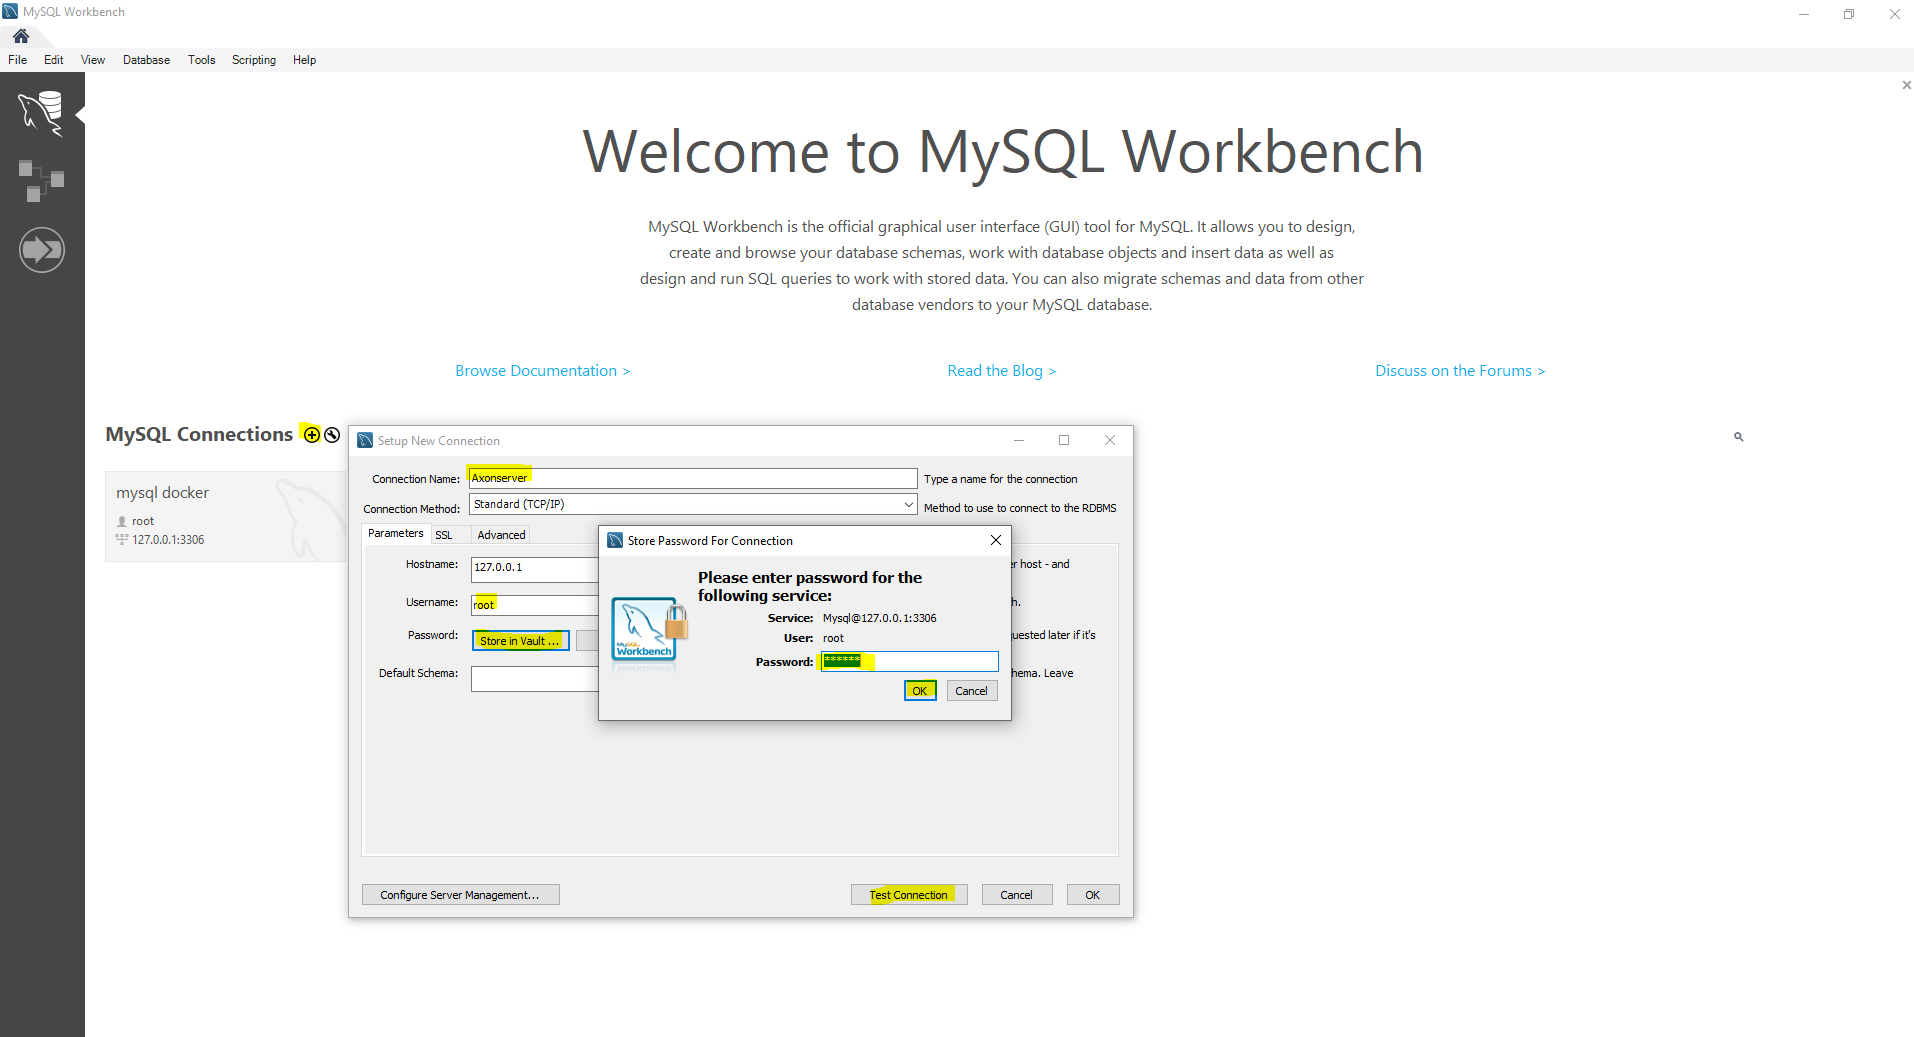 MySQL Workbench
File Edit View Database Tools Scripting Help
Welcome to MySQL Workbench
MySQL Workbench is the official graphical user interface (GUI) tool for MySQL. It allows you to design,
create and browse your database schemas, work with database objects and insert data as well as
design and run SQL queries to work with stored data. You can also migrate schemas and data from other
database vendors to your MySQL database.
Browse Documentation > Read the Blog > Discuss on the Forums >
MySQL Connections
mysql docker
root
127.0.0.1:3306
Setup New Connection
Connection Name: Axonserver Type a name for the connection
Connection Method: Standard (TCP/IP) Method to use to connect to the RDBMS
Parameters SSL Advanced
Hostname: 127.0.0.1 er host - and
Username: root h.
Password: Store in Vault ... uested later if it's
Default Schema: hema. Leave
Store Password For Connection
Please enter password for the
following service:
Service: Mysql@127.0.0.1:3306
User: root
Password: ******
OK Cancel
MySQL
Workbench
Configure Server Management... Test Connection Cancel OK